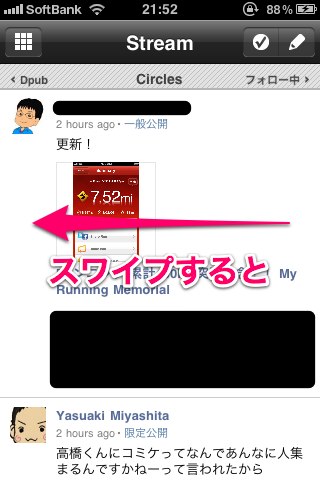 SoftBank 21:52 88%
Stream
Dpub Circles フォロー中
2 hours ago・一般公開
更新！
7.52mi
スワイプすると
My
Running Memorial
Yasuaki Miyashita
2 hours ago・限定公開
高橋くんにコミケってなんであんなに人集
まるんですかねーって言われたから